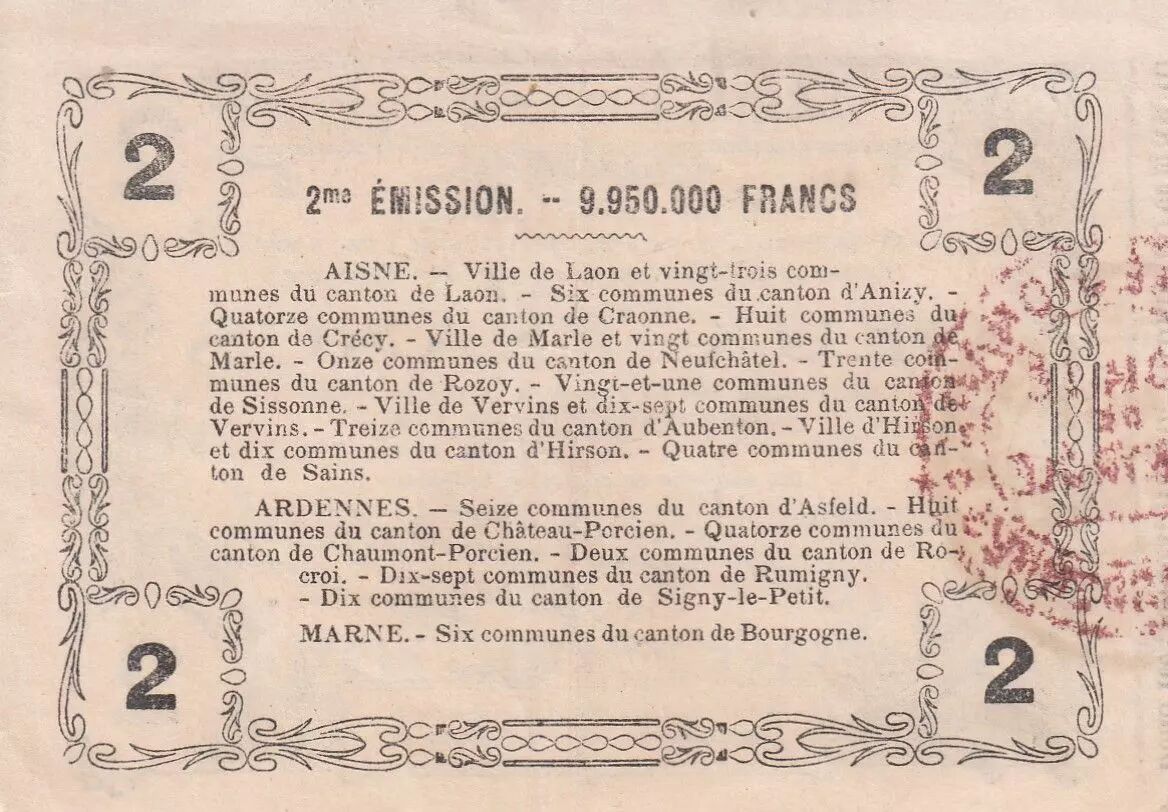 2 2
2me ÉMISSION. -- 9.950.000 FRANCS
AISNE. — Ville de Laon et vingt-trois com-
munes du canton de Laon. - Six communes du canton d'Anizy. -
Quatorze communes du canton de Craonne. - Huit communes du
canton de Crécy. - Ville de Marle et vingt communes du canton de
Marle. - Onze communes du canton de Neufchâtel. - Trente com-
munes du canton de Rozoy. - Vingt-et-une communes du canton
de Sissonne. - Ville de Vervins et dix-sept communes du canton de
Vervins. - Treize communes du canton d'Aubenton. - Ville d'Hirson
et dix communes du canton d'Hirson. - Quatre communes du can-
ton de Sains.
ARDENNES. — Seize communes du canton d'Asfeld. - Huit
communes du canton de Château-Porcien. - Quatorze communes du
canton de Chaumont-Porcien. - Deux communes du canton de Ro-
croi. - Dix-sept communes du canton de Rumigny.
- Dix communes du canton de Signy-le-Petit.
MARNE. - Six communes du canton de Bourgogne.
2 2